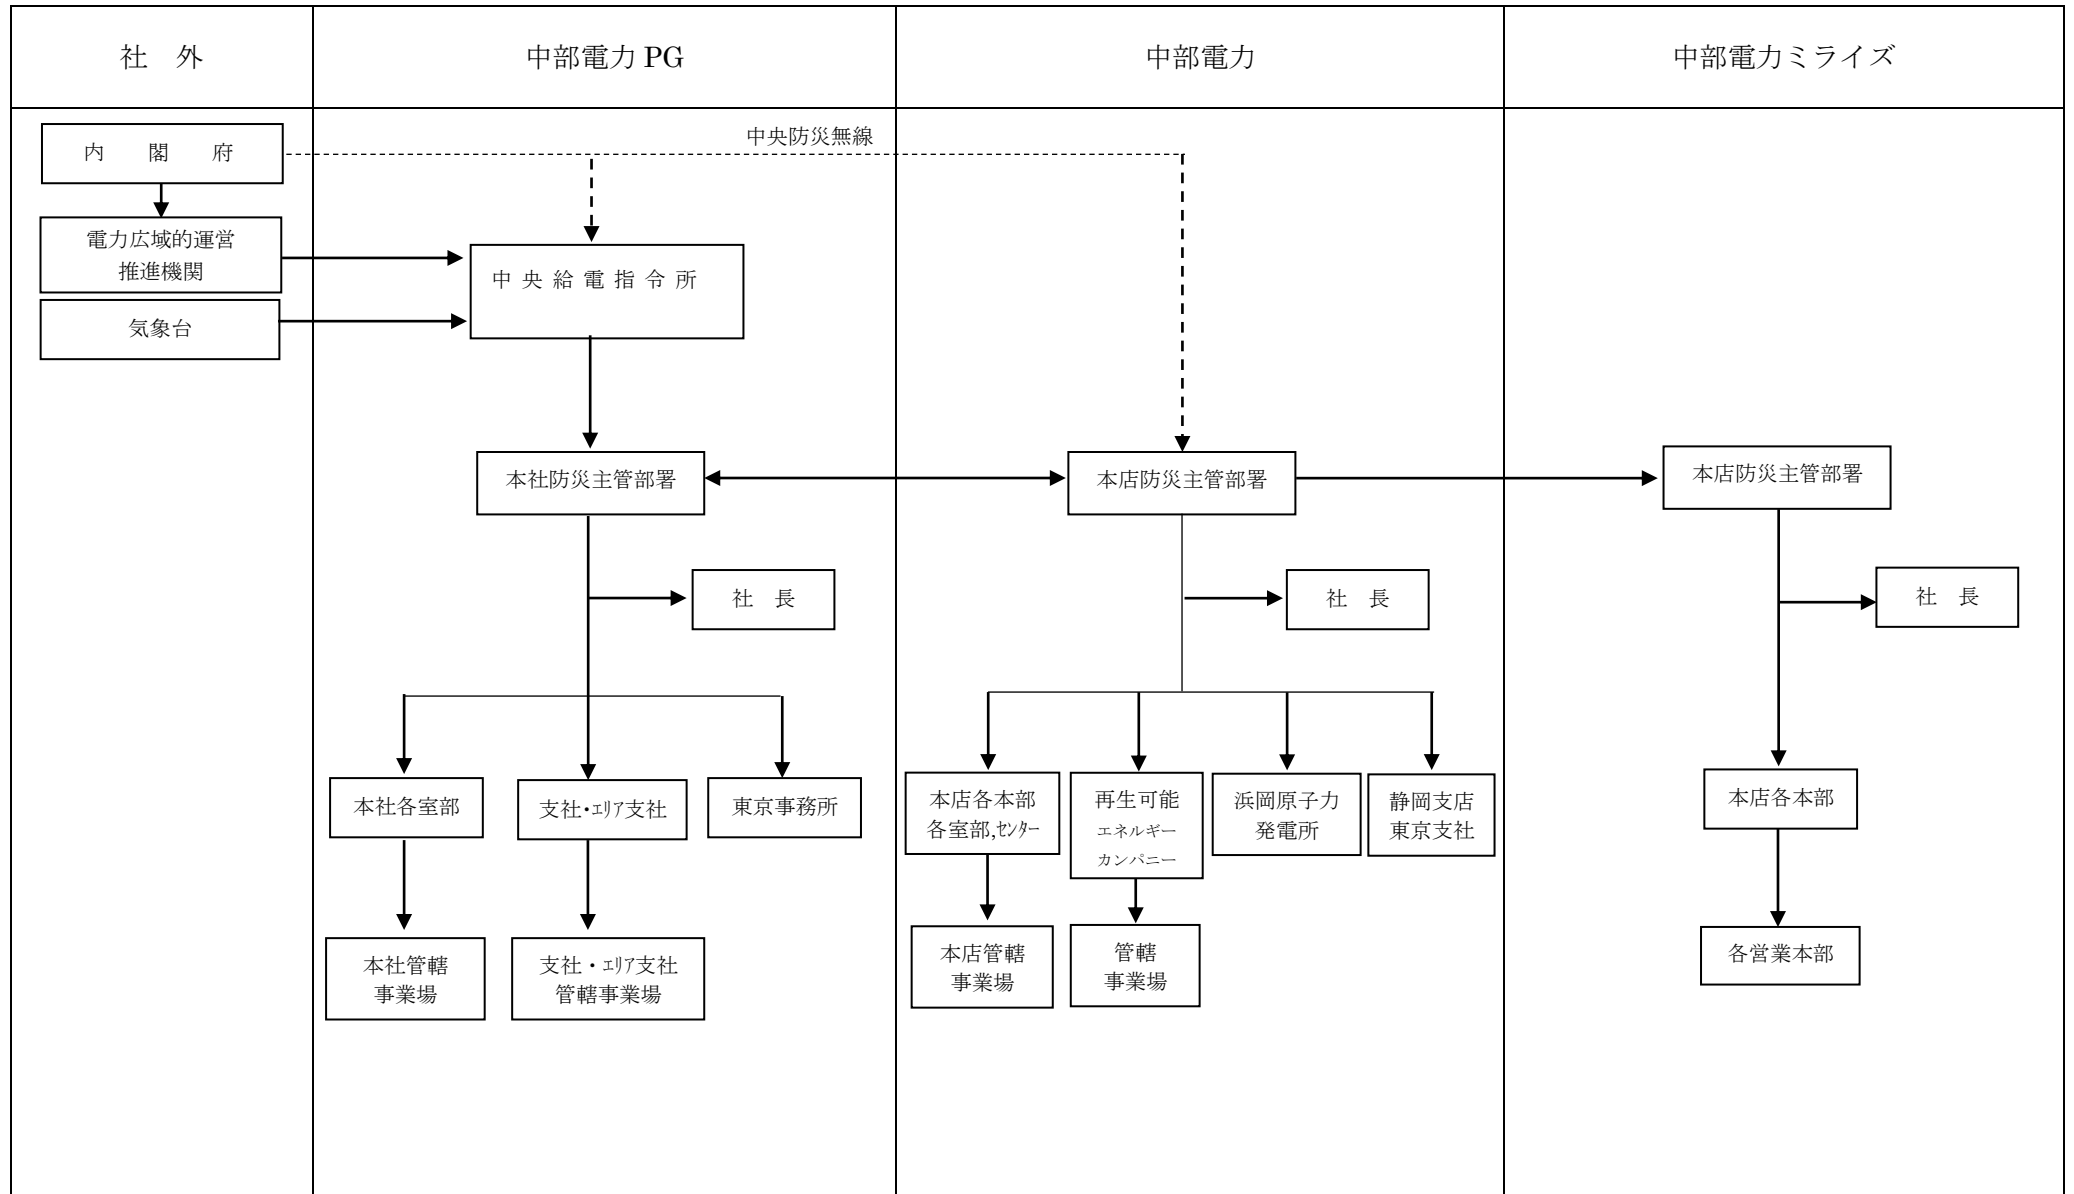 社　外
中部電力 PG
中部電力
中部電力ミライズ
内　閣　府
中央防災無線
電力広域的運営
推進機関
気象台
中 央 給 電 指 令 所
本社防災主管部署
本店防災主管部署
本店防災主管部署
社　長
社　長
社　長
本社各室部
支社・ｴﾘｱ支社
東京事務所
本店各本部
各室部,ｾﾝﾀｰ
再生可能
エネルギー
カンパニー
浜岡原子力
発電所
静岡支店
東京支社
本店各本部
本社管轄
事業場
支社・ｴﾘｱ支社
管轄事業場
本店管轄
事業場
管轄
事業場
各営業本部